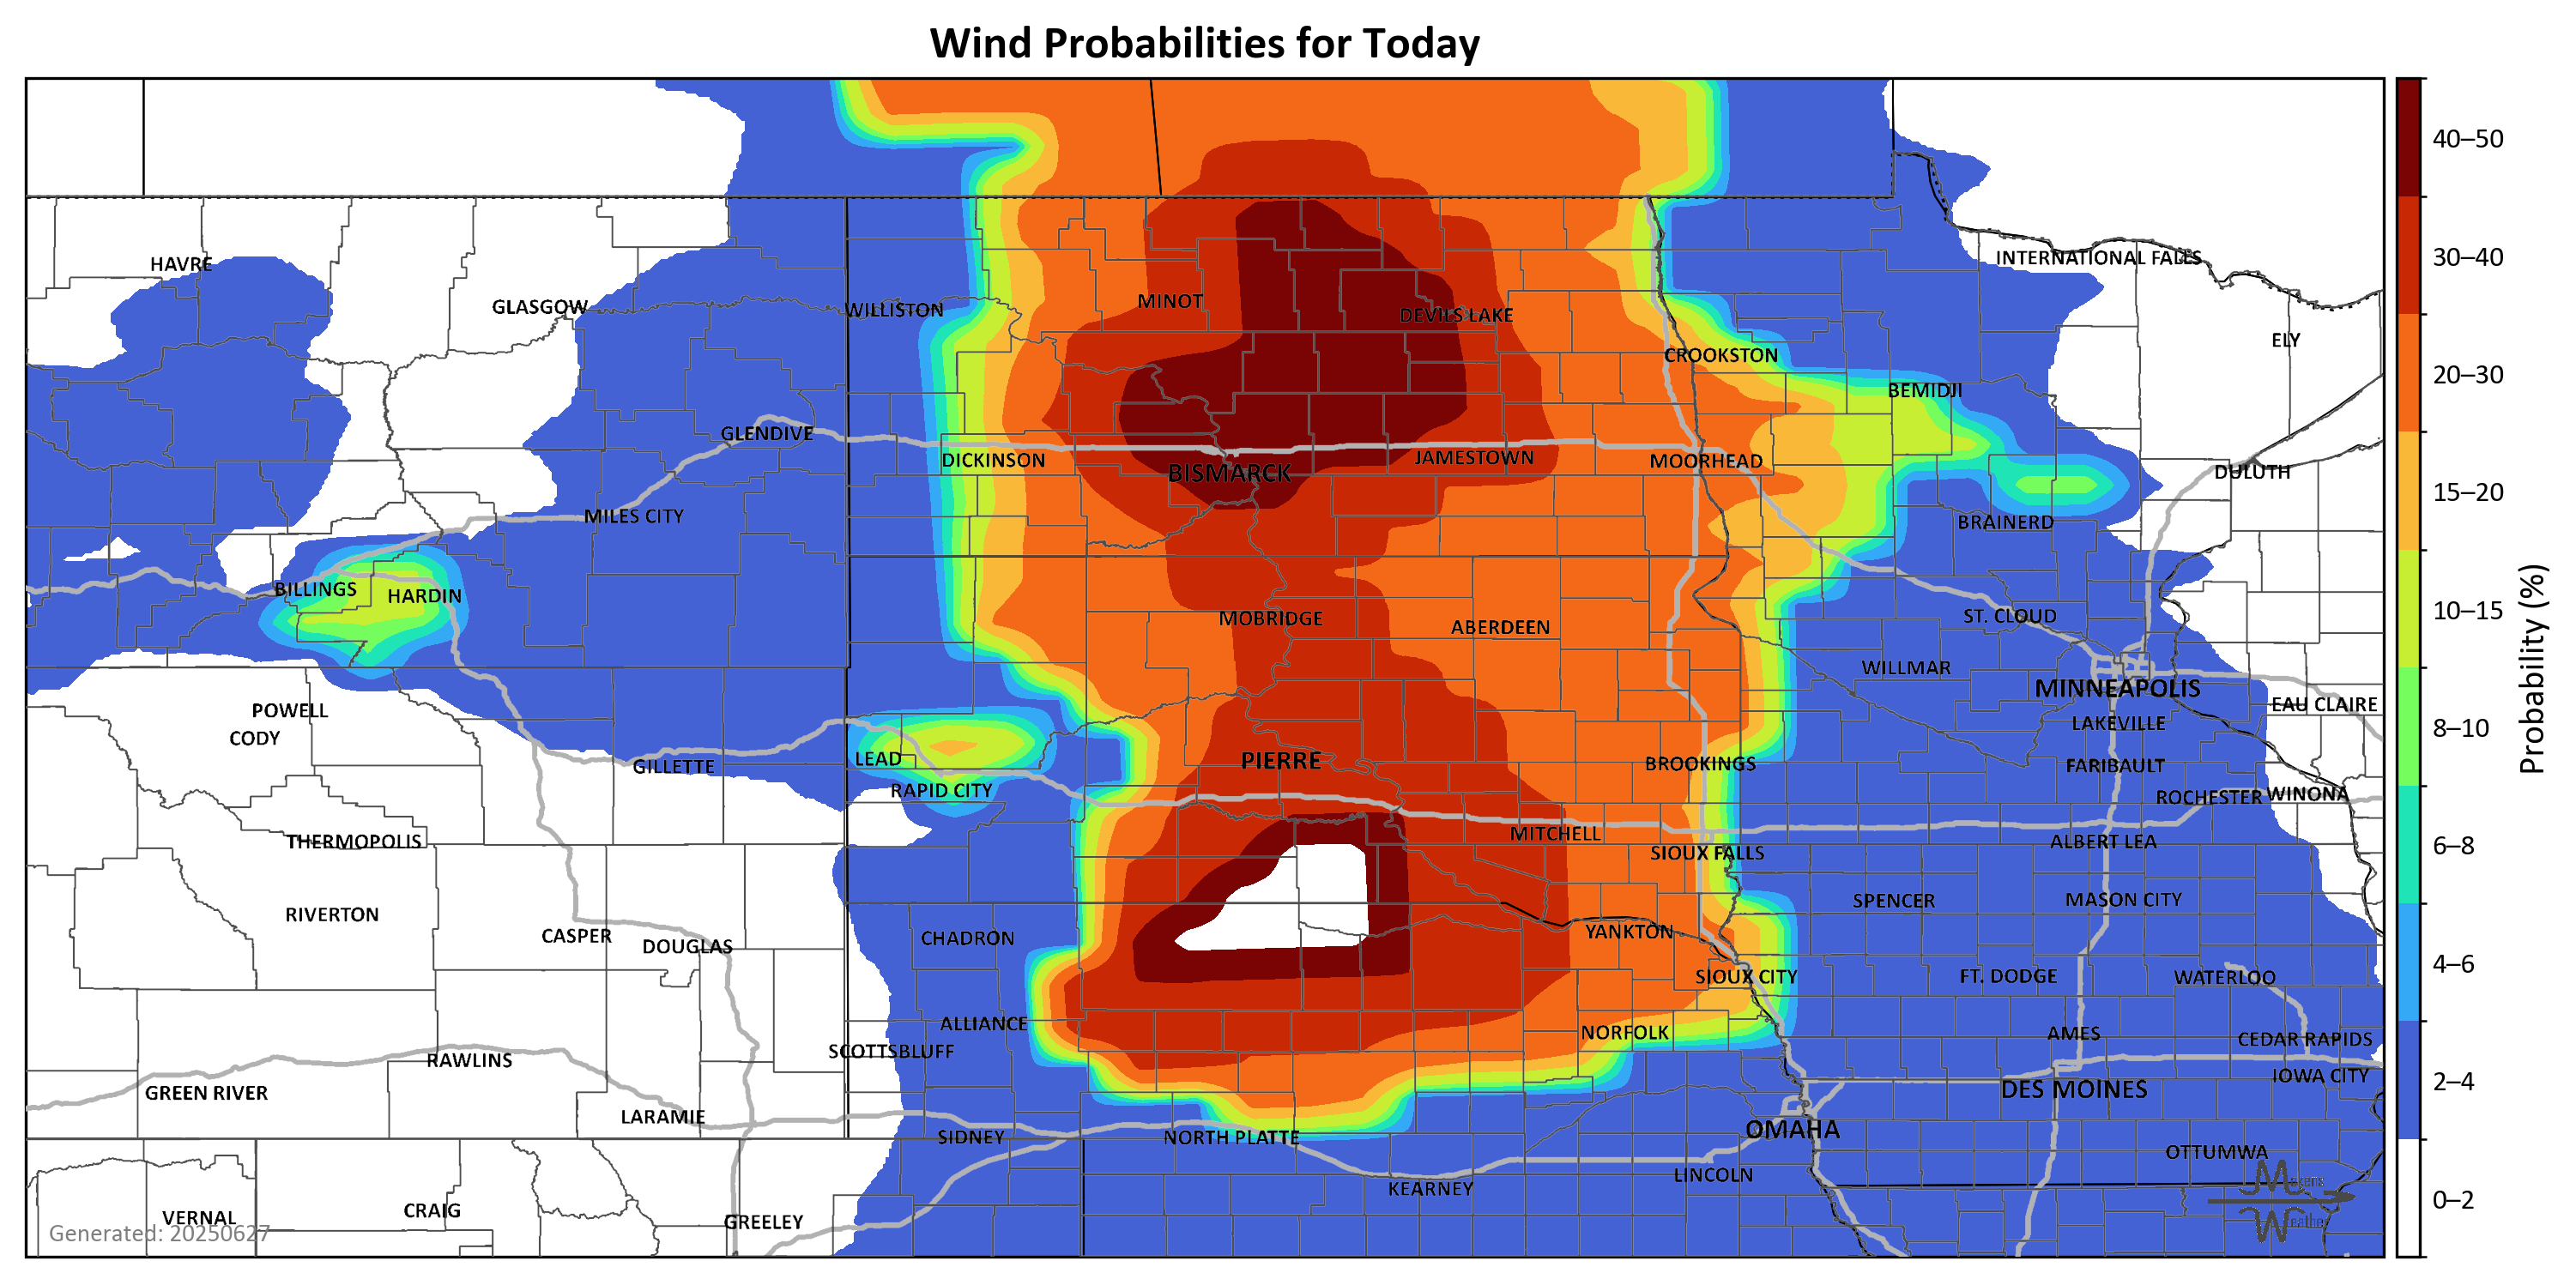 Wind Probabilities for Today
40–50
HAVRE
INTERNATIONAL FALLS
30–40
GLASGOW
WILLISTON
MINOT
DEVILS LAKE
ELY
CROOKSTON
20–30
BEMIDJI
GLENDIVE
DICKINSON
BISMARCK
JAMESTOWN
MOORHEAD
DULUTH
15–20
MILES CITY
BRAINERD
BILLINGS
HARDIN
10–15
MOBRIDGE
ABERDEEN
ST. CLOUD
WILLMAR
MINNEAPOLIS
POWELL
EAU CLAIRE
CODY
LAKEVILLE
8–10
Probability (%)
LEAD
PIERRE
BROOKINGS
FARIBAULT
GILLETTE
RAPID CITY
ROCHESTER
WINONA
THERMOPOLIS
MITCHELL
ALBERT LEA
6–8
SIOUX FALLS
RIVERTON
SPENCER
MASON CITY
CASPER
DOUGLAS
CHADRON
YANKTON
4–6
SIOUX CITY
FT. DODGE
WATERLOO
ALLIANCE
NORFOLK
AMES
CEDAR RAPIDS
RAWLINS
SCOTTSBLUFF
IOWA CITY
2–4
GREEN RIVER
DES MOINES
LARAMIE
SIDNEY
NORTH PLATTE
OMAHA
OTTUMWA
LINCOLN
KEARNEY
0–2
VERNAL
CRAIG
GREELEY
Generated: 20250627